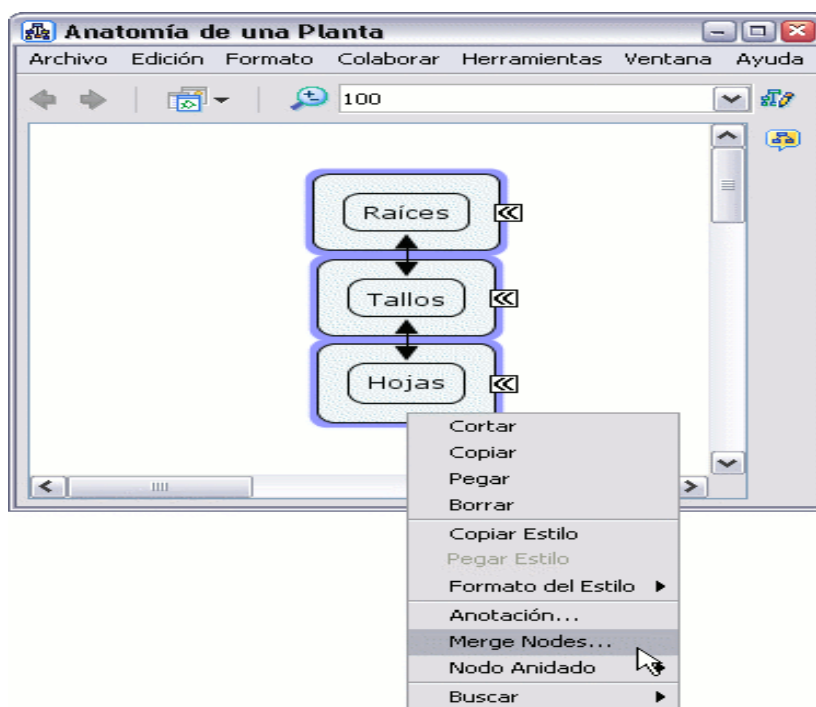 Anatomía de una Planta
Archivo Edición Formato Colaborar Herramientas Ventana Ayuda
100
Raíces
Tallos
Hojas
Cortar
Copiar
Pegar
Borrar
Copiar Estilo
Pegar Estilo
Formato del Estilo
Anotación...
Merge Nodes...
Nodo Anidado
Buscar